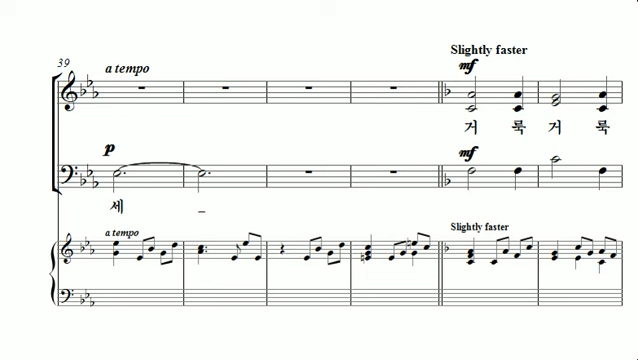 Slightly faster
39 a tempo
mf
거 룩 거 룩
p mf
세 _
a tempo Slightly faster